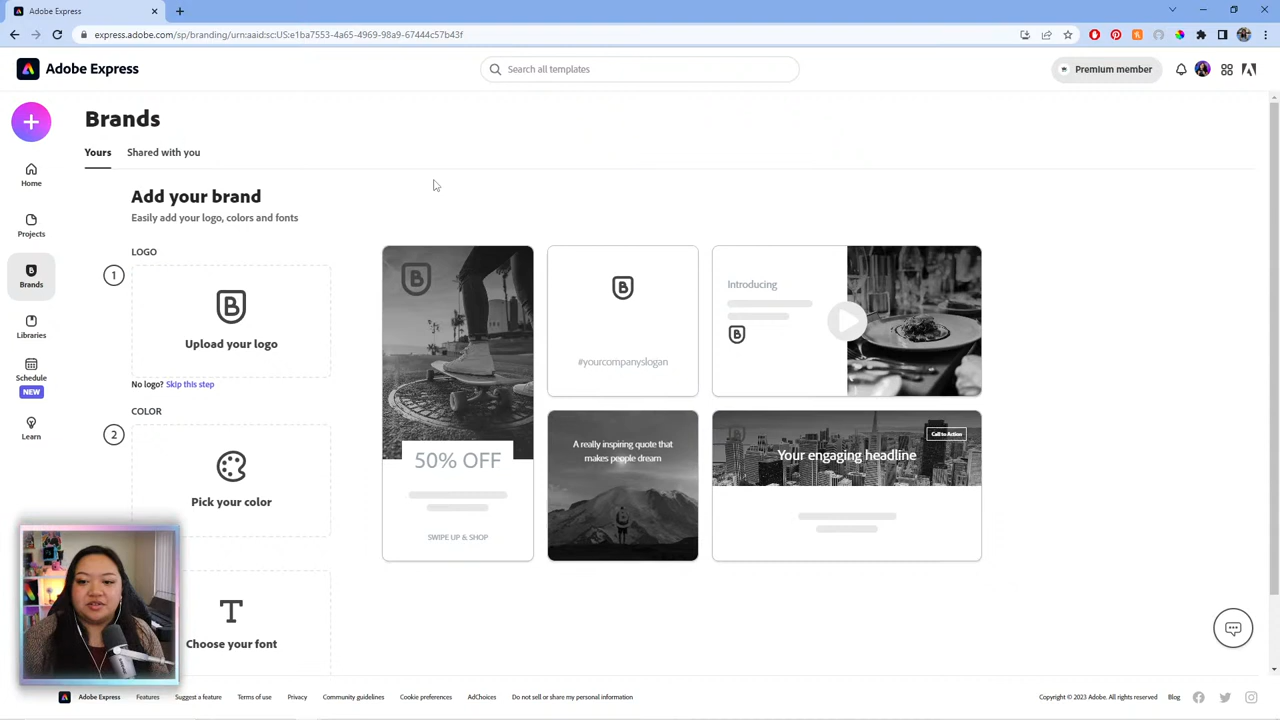 Adobe Express
express.adobe.com/sp/branding/urn:aaid:sc:US:e1ba7553-4a65-4969-98a9-67444c57b43f
Adobe Express
Search all templates
Premium member
Brands
Yours
Shared with you
Home
Projects
Brands
Libraries
Schedule
NEW
Learn
Add your brand
Easily add your logo, colors and fonts
LOGO
1
B
Upload your logo
No logo? Skip this step
COLOR
2
Pick your color
T
Choose your font
B
50% OFF
SWIPE UP & SHOP
B
#yourcompanyslogan
Introducing
B
A really inspiring quote that
makes people dream
Call to Action
Your engaging headline
Adobe Express
Features
Suggest a feature
Terms of use
Privacy
Community guidelines
Cookie preferences
AdChoices
Do not sell or share my personal information
Copyright © 2023 Adobe. All rights reserved
Blog